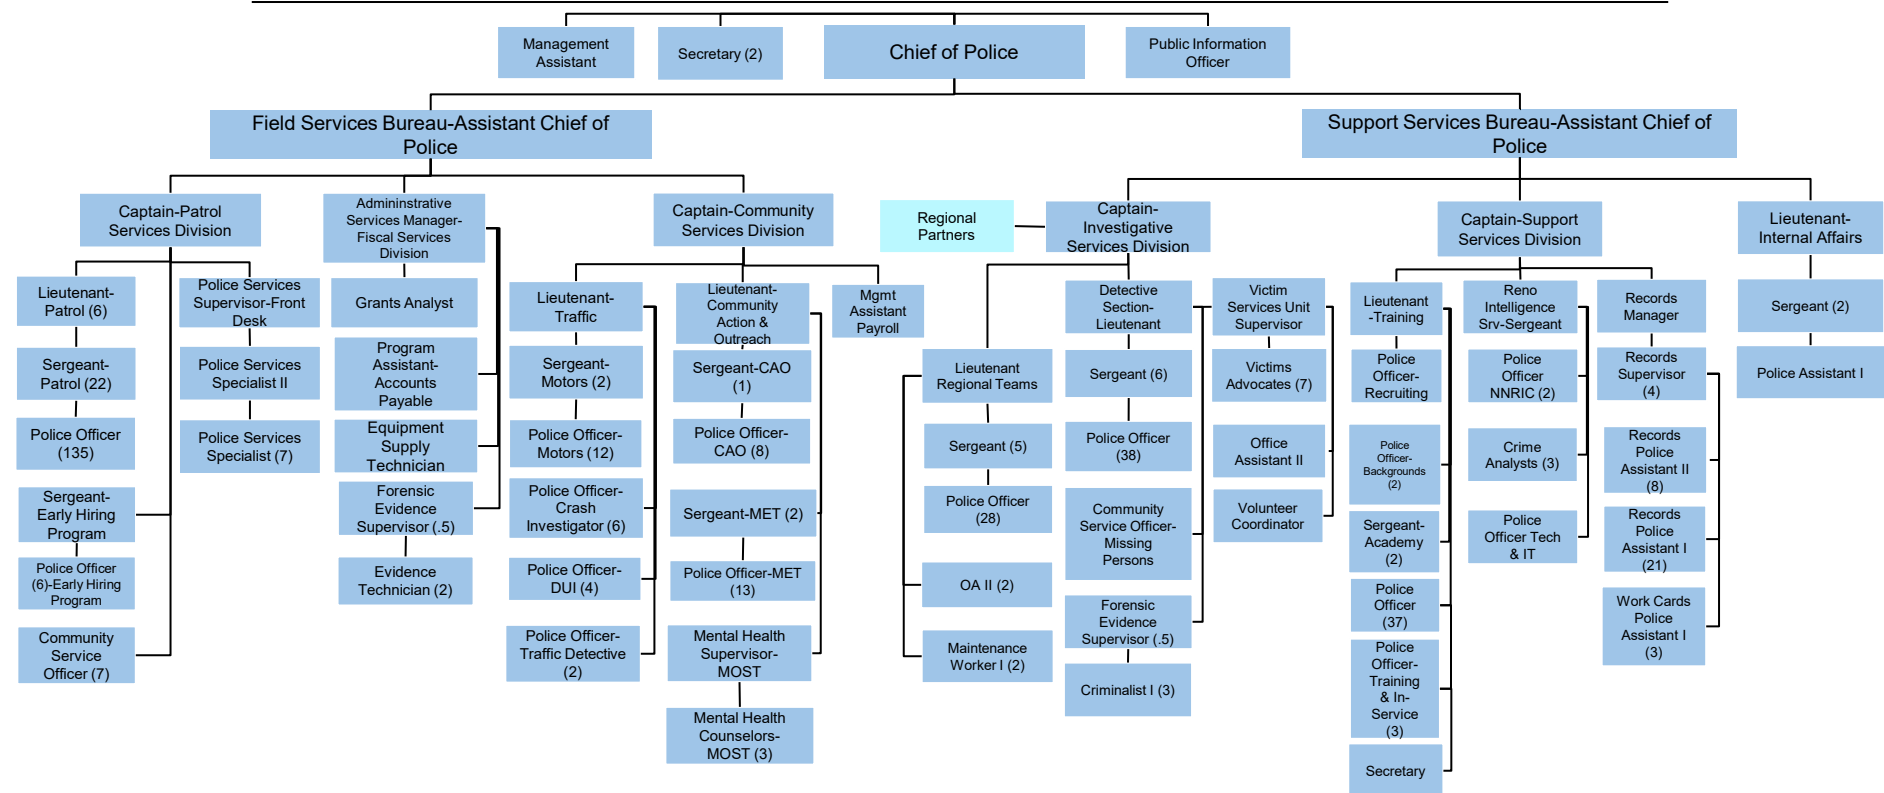 Management
Assistant
Secretary (2)
Chief of Police
Public Information
Officer
Field Services Bureau-Assistant Chief of
Police
Support Services Bureau-Assistant Chief of
Police
Captain-Patrol
Services Division
Admininstrative
Services Manager-
Fiscal Services
Division
Captain-Community
Services Division
Regional
Partners
Captain-
Investigative
Services Division
Captain-Support
Services Division
Lieutenant-
Internal Affairs
Lieutenant-
Patrol (6)
Sergeant-
Patrol (22)
Police Officer
(135)
Sergeant-
Early Hiring
Program
Police Officer
(6)-Early Hiring
Program
Community
Service
Officer (7)
Police Services
Supervisor-Front
Desk
Police Services
Specialist II
Police Services
Specialist (7)
Grants Analyst
Program
Assistant-
Accounts
Payable
Equipment
Supply
Technician
Forensic
Evidence
Supervisor (.5)
Evidence
Technician (2)
Lieutenant-
Traffic
Sergeant-
Motors (2)
Police Officer-
Motors (12)
Police Officer-
Crash
Investigator (6)
Police Officer-
DUI (4)
Police Officer-
Traffic Detective
(2)
Lieutenant-
Community
Action &
Outreach
Sergeant-CAO
(1)
Police Officer-
CAO (8)
Sergeant-MET (2)
Police Officer-MET
(13)
Mental Health
Supervisor-
MOST
Mental Health
Counselors-
MOST (3)
Mgmt
Assistant
Payroll
Lieutenant
Regional Teams
Sergeant (5)
Police Officer
(28)
OA II (2)
Maintenance
Worker I (2)
Detective
Section-
Lieutenant
Sergeant (6)
Police Officer
(38)
Community
Service Officer-
Missing
Persons
Forensic
Evidence
Supervisor (.5)
Criminalist I (3)
Victim
Services Unit
Supervisor
Victims
Advocates (7)
Office
Assistant II
Volunteer
Coordinator
Lieutenant
-Training
Police
Officer-
Recruiting
Police
Officer-
Backgrounds
(2)
Sergeant-
Academy
(2)
Police
Officer
(37)
Police
Officer-
Training
& In-
Service
(3)
Secretary
Reno
Intelligence
Srv-Sergeant
Police
Officer
NNRIC (2)
Crime
Analysts (3)
Police
Officer Tech
& IT
Records
Manager
Records
Supervisor
(4)
Records
Police
Assistant II
(8)
Records
Police
Assistant I
(21)
Work Cards
Police
Assistant I
(3)
Sergeant (2)
Police Assistant I